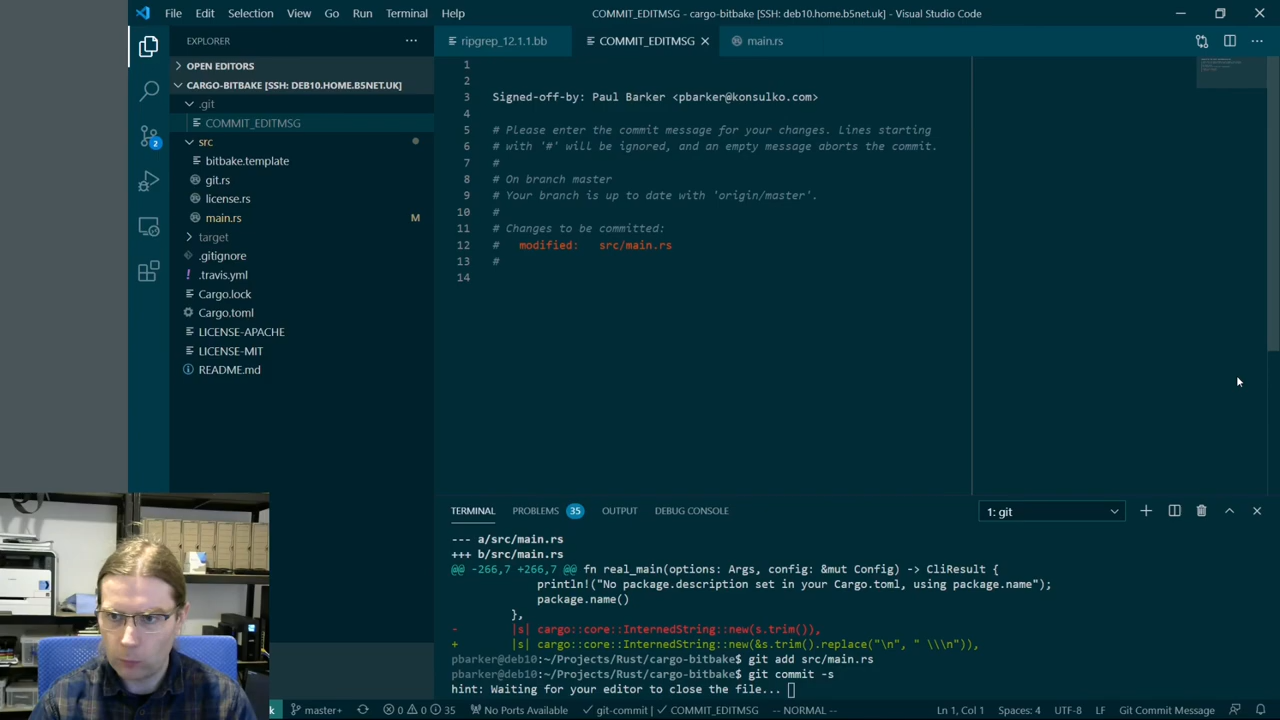 File Edit Selection View Go Run Terminal Help
COMMIT_EDITMSG - cargo-bitbake [SSH: deb10.home.b5net.uk] - Visual Studio Code
EXPLORER
OPEN EDITORS
CARGO-BITBAKE [SSH: DEB10.HOME.B5NET.UK]
.git
COMMIT_EDITMSG
src
bitbake.template
git.rs
license.rs
main.rs M
target
.gitignore
.travis.yml
Cargo.lock
Cargo.toml
LICENSE-APACHE
LICENSE-MIT
README.md
2
ripgrep_12.1.1.bb COMMIT_EDITMSG main.rs
1
2
3 Signed-off-by: Paul Barker <pbarker@konsulko.com>
4
5 # Please enter the commit message for your changes. Lines starting
6 # with '#' will be ignored, and an empty message aborts the commit.
7 #
8 # On branch master
9 # Your branch is up to date with 'origin/master'.
10 #
11 # Changes to be committed:
12 # modified: src/main.rs
13 #
14
TERMINAL PROBLEMS 35 OUTPUT DEBUG CONSOLE 1: git
--- a/src/main.rs
+++ b/src/main.rs
@@ -266,7 +266,7 @@ fn real_main(options: Args, config: &mut Config) -> CliResult {
println!("No package.description set in your Cargo.toml, using package.name");
package.name()
},
- |s| cargo::core::InternedString::new(s.trim()),
+ |s| cargo::core::InternedString::new(&s.trim().replace("\n", " \\\n")),
pbarker@deb10:~/Projects/Rust/cargo-bitbake$ git add src/main.rs
pbarker@deb10:~/Projects/Rust/cargo-bitbake$ git commit -s
hint: Waiting for your editor to close the file...
k master+ 0 0 35 No Ports Available git-commit | COMMIT_EDITMSG -- NORMAL -- Ln 1, Col 1 Spaces: 4 UTF-8 LF Git Commit Message